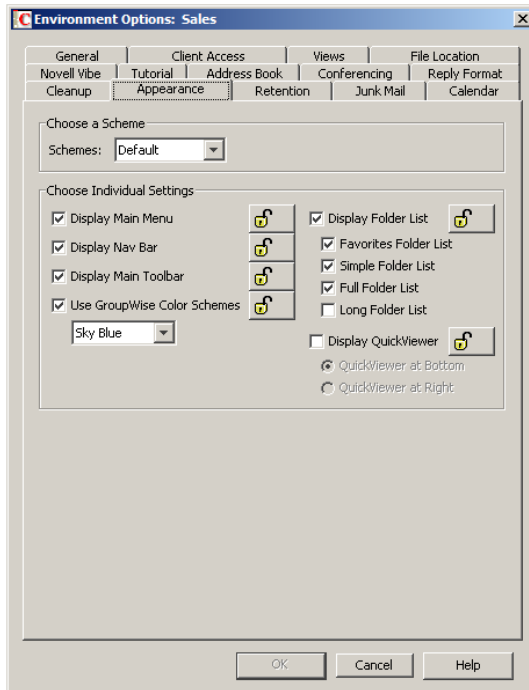 Environment Options: Sales
General Client Access Views File Location
Novell Vibe Tutorial Address Book Conferencing Reply Format
Cleanup Appearance Retention Junk Mail Calendar
Choose a Scheme
Schemes: Default
Choose Individual Settings
Display Main Menu
Display Nav Bar
Display Main Toolbar
Use GroupWise Color Schemes
Sky Blue
Display Folder List
Favorites Folder List
Simple Folder List
Full Folder List
Long Folder List
Display QuickViewer
QuickViewer at Bottom
QuickViewer at Right
OK Cancel Help